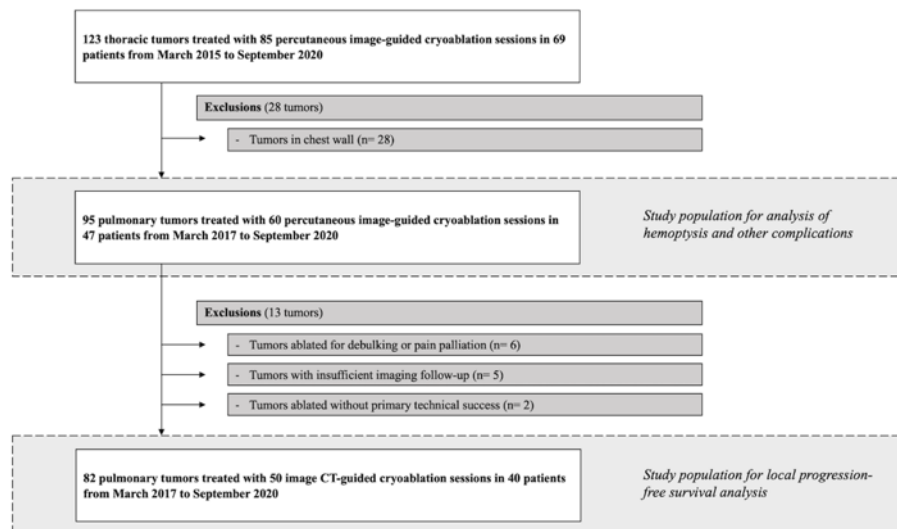 123 thoracic tumors treated with 85 percutaneous image-guided cryoablation sessions in 69
patients from March 2015 to September 2020
Exclusions (28 tumors)
- Tumors in chest wall (n= 28)
95 pulmonary tumors treated with 60 percutaneous image-guided cryoablation sessions in
47 patients from March 2017 to September 2020
Study population for analysis of
hemoptysis and other complications
Exclusions (13 tumors)
- Tumors ablated for debulking or pain palliation (n= 6)
- Tumors with insufficient imaging follow-up (n= 5)
- Tumors ablated without primary technical success (n= 2)
82 pulmonary tumors treated with 50 image CT-guided cryoablation sessions in 40 patients
from March 2017 to September 2020
Study population for local progression-
free survival analysis